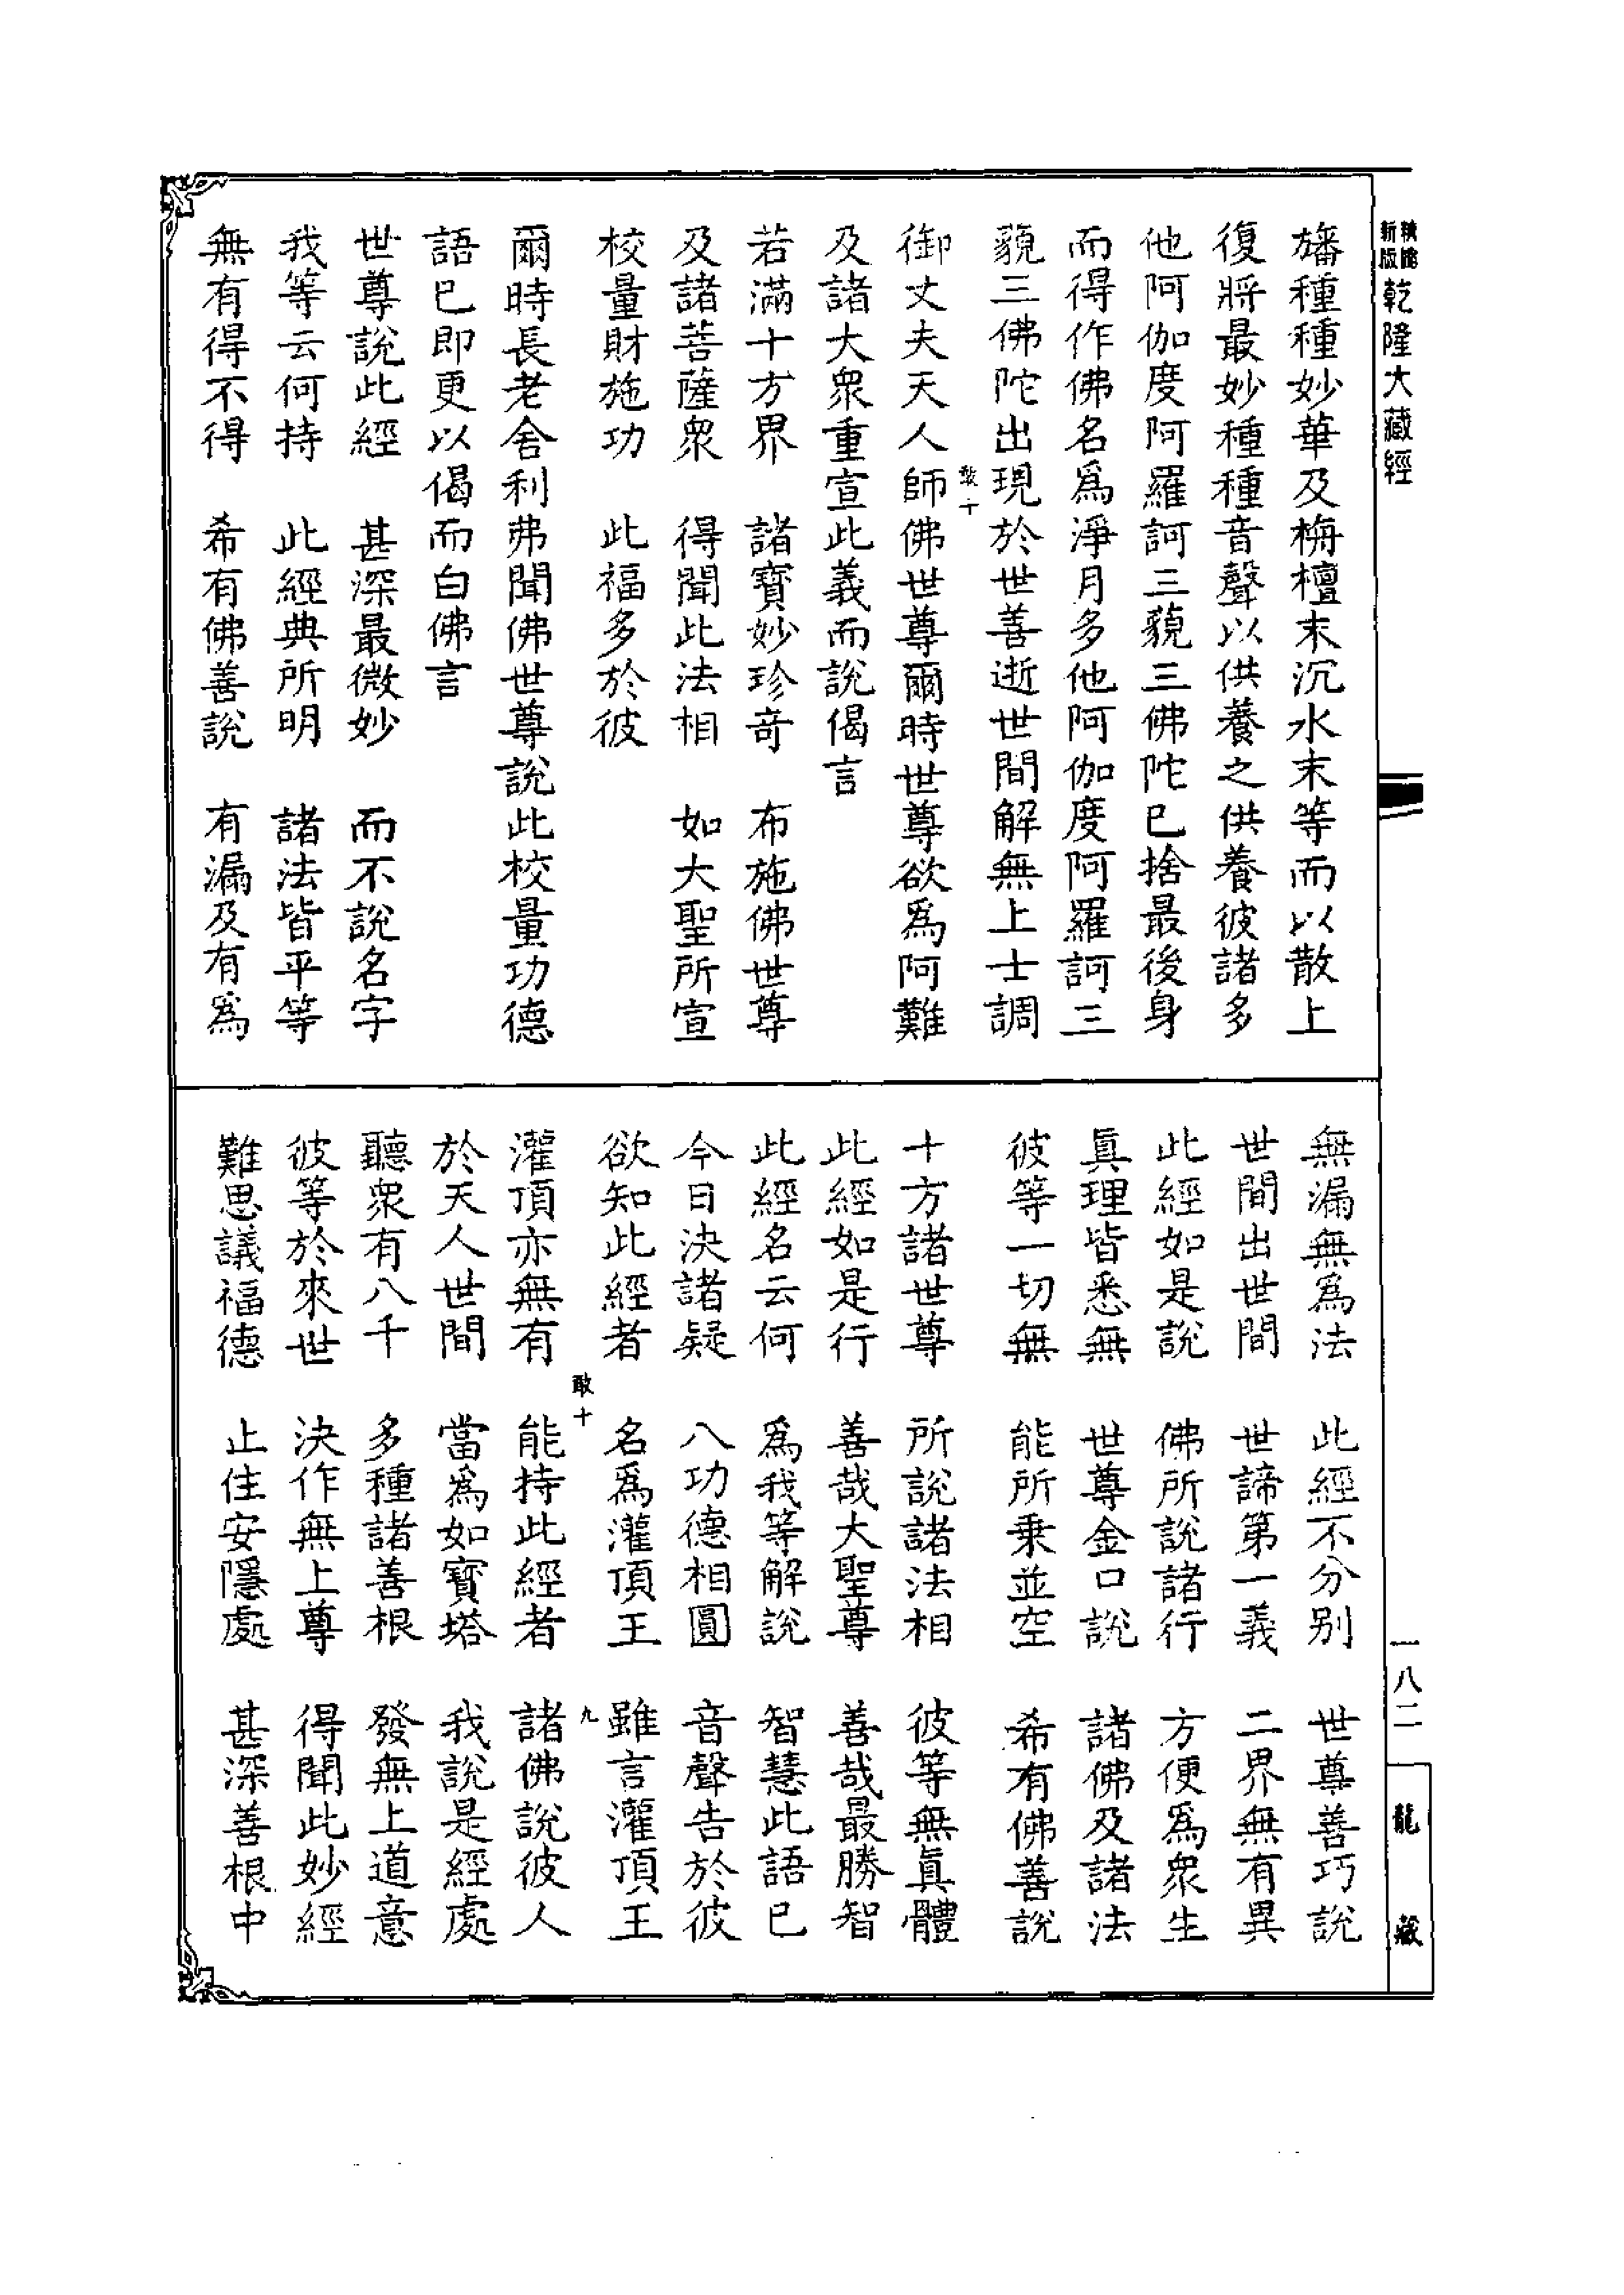 新版 乾隆大藏經
旛種種妙華及栴檀末沉水末等而以散上
復將最妙種種音聲以供養之供養彼諸多
他阿伽度阿羅訶三藐三佛陀已捨最後身
而得作佛名爲淨月多他阿伽度阿羅訶三
藐三佛陀出現於世善逝世間解無上士調
敢十
御丈夫天人師佛世尊爾時世尊欲爲阿難
及諸大衆重宣此義而說偈言
若滿十方界 諸寶妙珍奇 布施佛世尊
及諸菩薩衆 得聞此法相 如大聖所宣
校量財施功 此福多於彼
爾時長老舍利弗聞佛世尊說此校量功德
語已即更以偈而白佛言
世尊說此經 甚深最微妙 而不說名字
我等云何持 此經典所明 諸法皆平等
無有得不得 希有佛善說 有漏及有爲
無漏無爲法 此經不分別 世尊善巧說
世間出世間 世諦第一義 二界無有異
此經如是說 佛所說諸行 方便爲衆生
眞理皆悉無 世尊金口說 諸佛及諸法
彼等一切無 能所乗並空 希有佛善說
十方諸世尊 所說諸法相 彼等無眞體
此經如是行 善哉大聖尊 善哉最勝智
此經名云何 爲我等解說 智慧此語已
今日決諸疑 八功德相圓 音聲告於彼
欲知此經者 名爲灌頂王 雖言灌頂王
敢十 九
灌頂亦無有 能持此經者 諸佛說彼人
於天人世間 當爲如寶塔 我說是經處
聽衆有八千 多種諸善根 發無上道意
彼等於來世 決作無上尊 得聞此妙經
難思議福德 止住安隱處 甚深善根中
一八二
龍藏